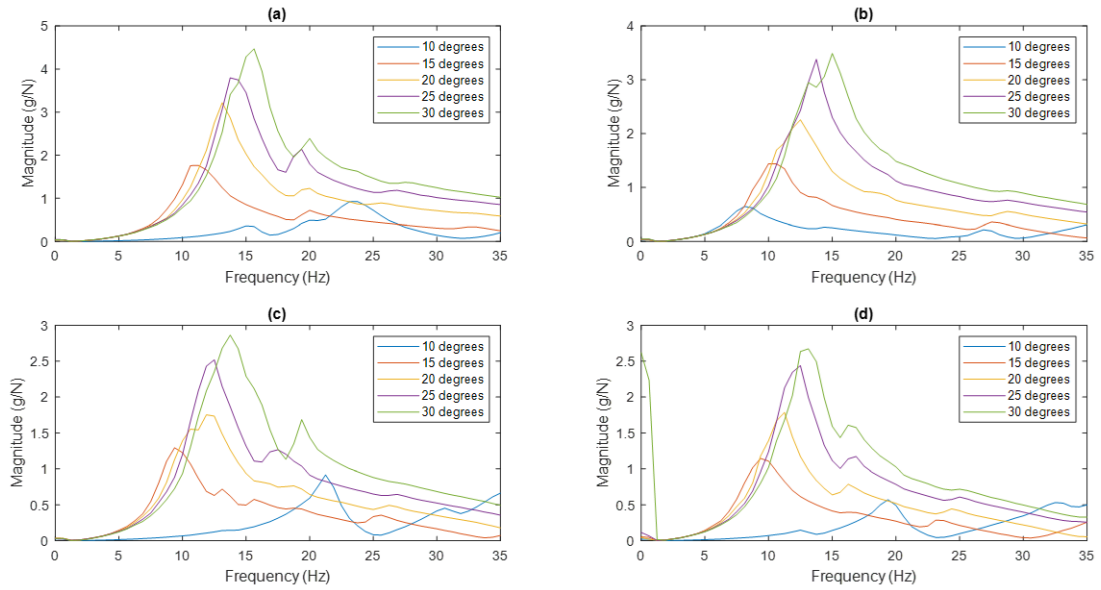 (a)
5
4
3
2
1
0
Magnitude (g/N)
10 degrees
15 degrees
20 degrees
25 degrees
30 degrees
0 5 10 15 20 25 30 35
Frequency (Hz)
(b)
4
3
2
1
0
Magnitude (g/N)
10 degrees
15 degrees
20 degrees
25 degrees
30 degrees
0 5 10 15 20 25 30 35
Frequency (Hz)
(c)
3
2.5
2
1.5
1
0.5
0
Magnitude (g/N)
10 degrees
15 degrees
20 degrees
25 degrees
30 degrees
0 5 10 15 20 25 30 35
Frequency (Hz)
(d)
3
2.5
2
1.5
1
0.5
0
Magnitude (g/N)
10 degrees
15 degrees
20 degrees
25 degrees
30 degrees
0 5 10 15 20 25 30 35
Frequency (Hz)